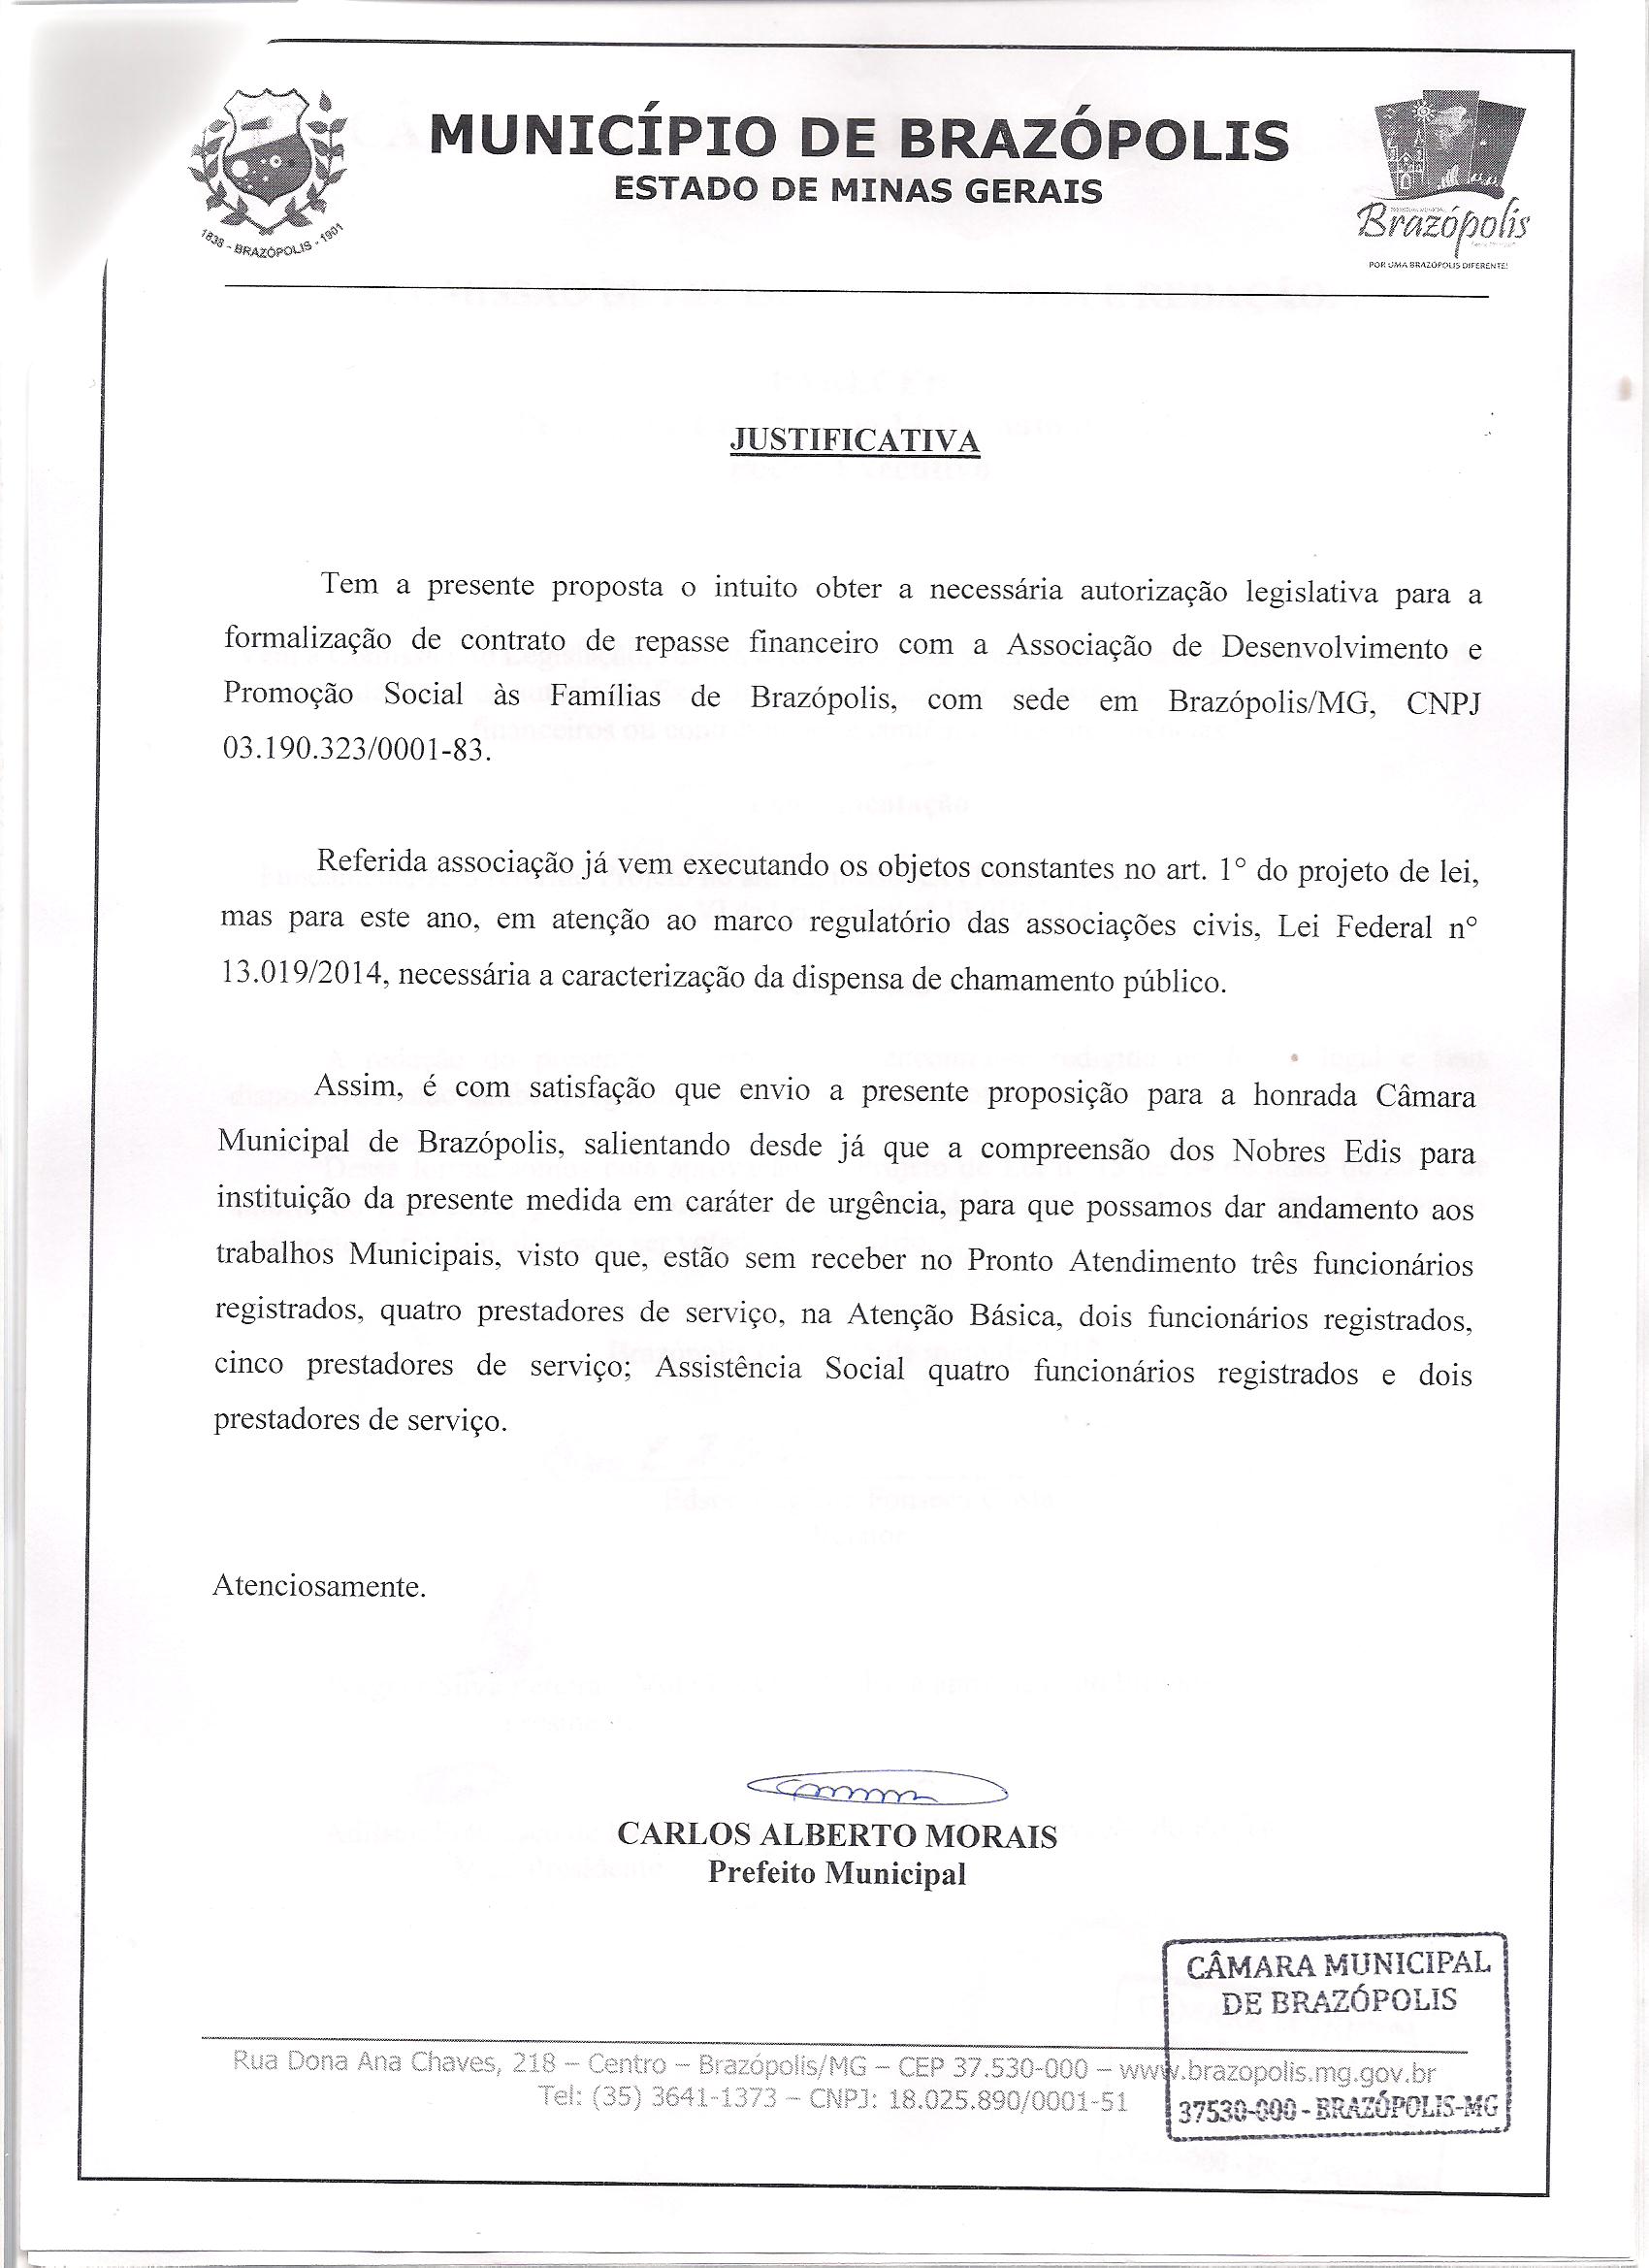 MUNICÍPIO DE BRAZÓPOLIS
ESTADO DE MINAS GERAIS
1838 - BRAZÓPOLIS - 1901
Brazópolis
POR UMA BRAZÓPOLIS DIFERENTE!
JUSTIFICATIVA
Tem a presente proposta o intuito obter a necessária autorização legislativa para a
formalização de contrato de repasse financeiro com a Associação de Desenvolvimento e
Promoção Social às Famílias de Brazópolis, com sede em Brazópolis/MG, CNPJ
03.190.323/0001-83.
Referida associação já vem executando os objetos constantes no art. 1° do projeto de lei,
mas para este ano, em atenção ao marco regulatório das associações civis, Lei Federal n°
13.019/2014, necessária a caracterização da dispensa de chamamento público.
Assim, é com satisfação que envio a presente proposição para a honrada Câmara
Municipal de Brazópolis, salientando desde já que a compreensão dos Nobres Edis para
instituição da presente medida em caráter de urgência, para que possamos dar andamento aos
trabalhos Municipais, visto que, estão sem receber no Pronto Atendimento três funcionários
registrados, quatro prestadores de serviço, na Atenção Básica, dois funcionários registrados,
cinco prestadores de serviço; Assistência Social quatro funcionários registrados e dois
prestadores de serviço.
Atenciosamente.
CARLOS ALBERTO MORAIS
Prefeito Municipal
CÂMARA MUNICIPAL
DE BRAZÓPOLIS
Rua Dona Ana Chaves, 218 – Centro – Brazópolis/MG – CEP 37.530-000 – www.brazopolis.mg.gov.br
Tel: (35) 3641-1373 – CNPJ: 18.025.890/0001-51
37530-000 - BRAZÓPOLIS-MG